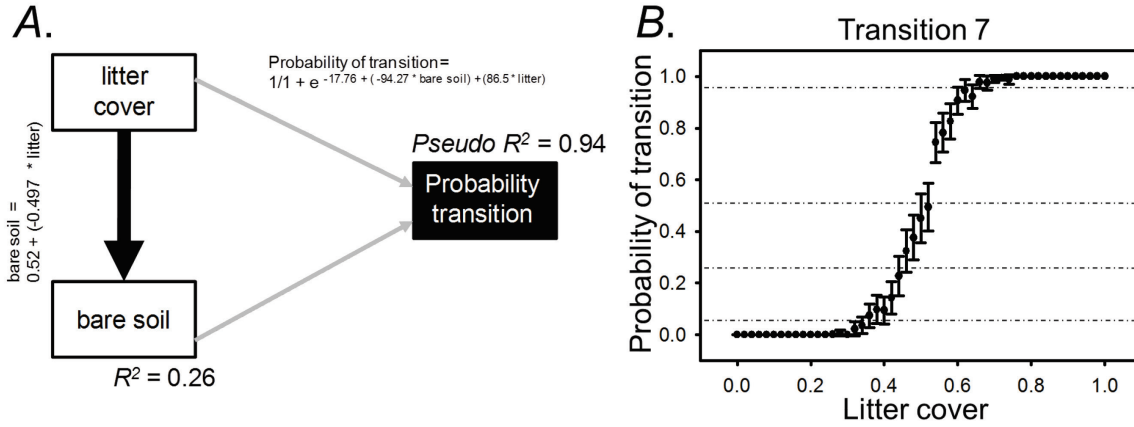 A.
litter
cover
Probability of transition=
1/1 + e -17.76 + (-94.27 * bare soil) + (86.5 * litter)
bare soil =
0.52 + (-0.497 * litter)
Pseudo R² = 0.94
Probability
transition
bare soil
R² = 0.26
B.
Transition 7
Probability of transition
1.0
0.8
0.6
0.4
0.2
0.0
0.0 0.2 0.4 0.6 0.8 1.0
Litter cover